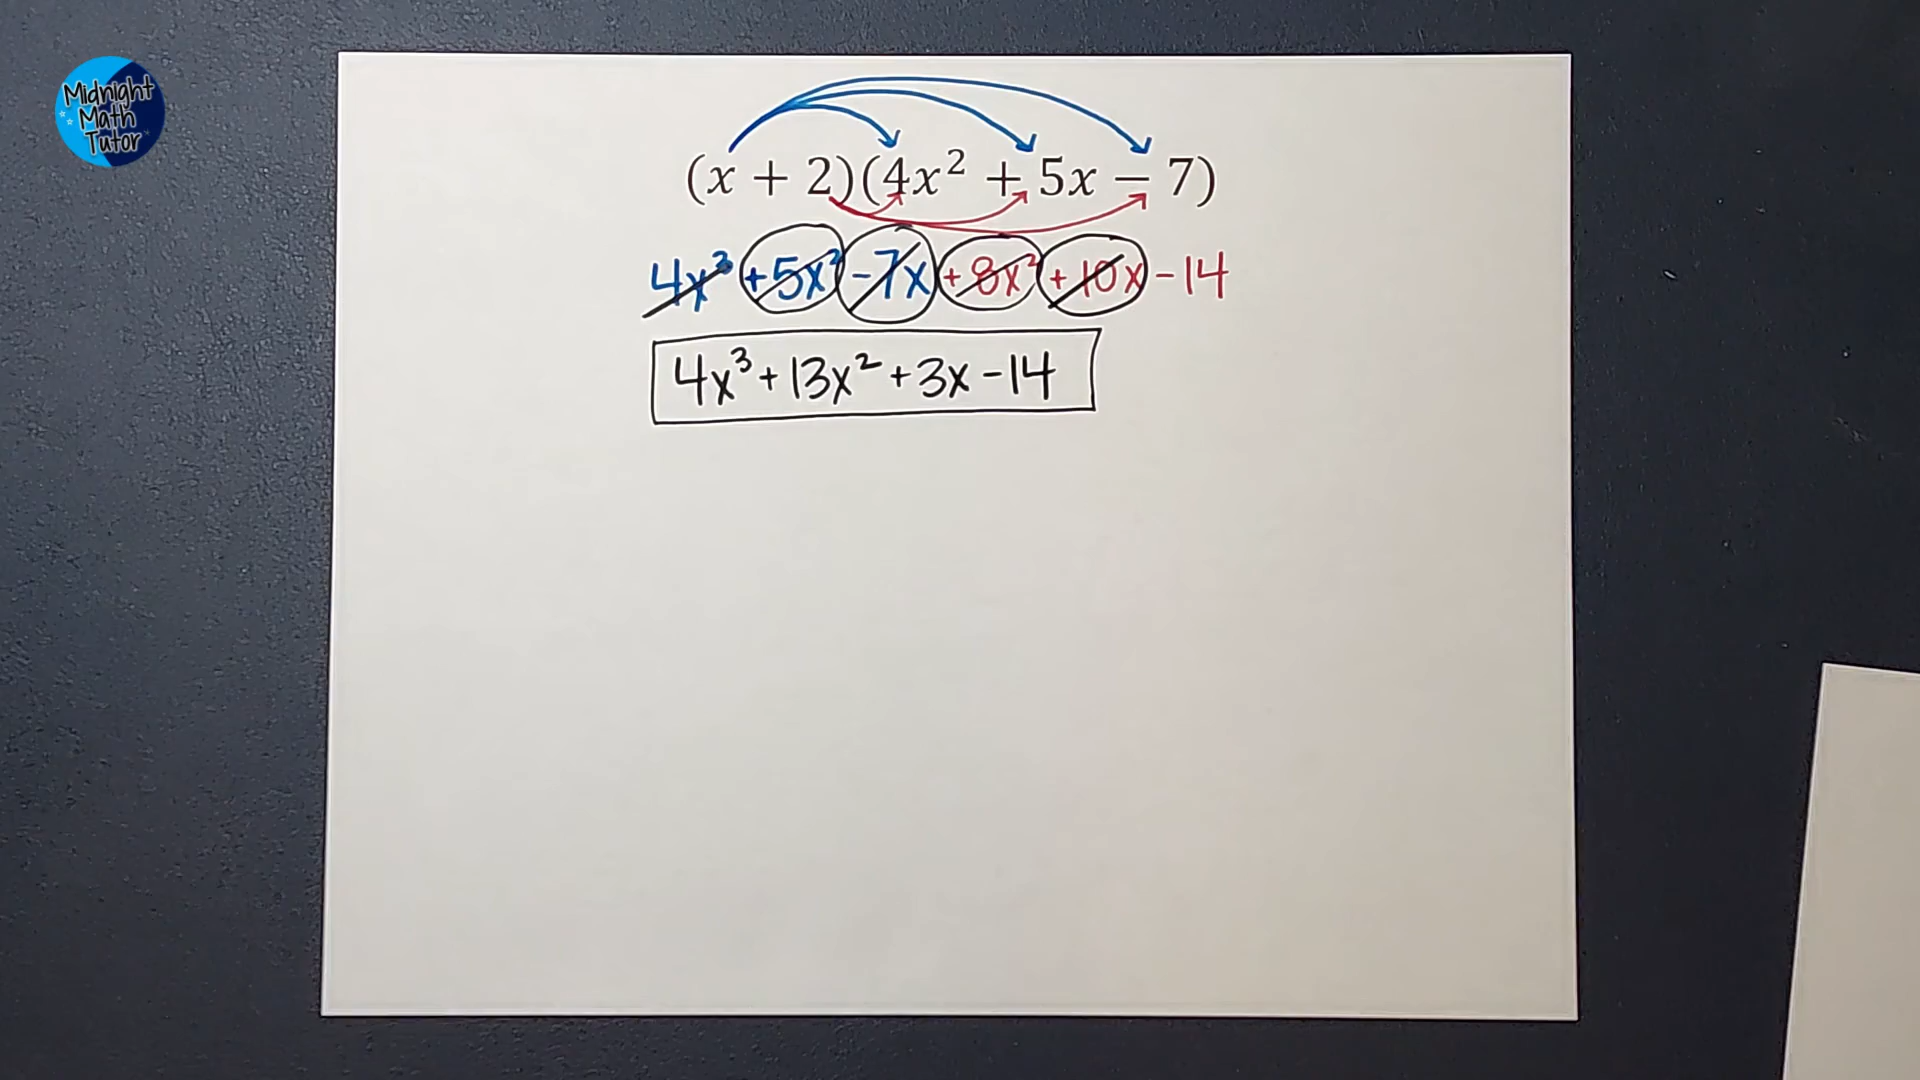 Midnight
Math
Tutor
(x + 2)(4x² + 5x − 7)
4x³ +5x² -7x +8x² +10x -14
4x³ + 13x² + 3x - 14